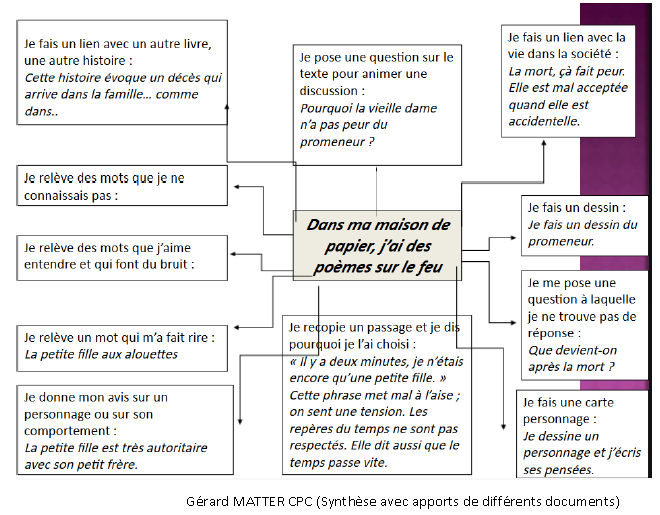 Je fais un lien avec un autre livre,
une autre histoire :
Cette histoire évoque un décès qui
arrive dans la famille... comme
dans..
Je pose une question sur le
texte pour animer une
discussion :
Pourquoi la vieille dame
n’a pas peur du
promeneur ?
Je fais un lien avec la
vie dans la société :
La mort, çà fait peur.
Elle est mal acceptée
quand elle est
accidentelle.
Je relève des mots que je ne
connaissais pas :
Dans ma maison de
papier, j’ai des
poèmes sur le feu
Je fais un dessin :
Je fais un dessin du
promeneur.
Je relève des mots que j’aime
entendre et qui font du bruit :
Je me pose une
question à laquelle
je ne trouve pas de
réponse :
Que devient-on
après la mort ?
Je relève un mot qui m’a fait rire :
La petite fille aux alouettes
Je recopie un passage et je dis
pourquoi je l’ai choisi :
« Il y a deux minutes, je n’étais
encore qu’une petite fille. »
Cette phrase met mal à l’aise ;
on sent une tension. Les
repères du temps ne sont pas
respectés. Elle dit aussi que le
temps passe vite.
Je donne mon avis sur un
personnage ou sur son
comportement :
La petite fille est très autoritaire
avec son petit frère.
Je fais une carte
personnage :
Je dessine un
personnage et j’écris
ses pensées.
Gérard MATTER CPC (Synthèse avec apports de différents documents)